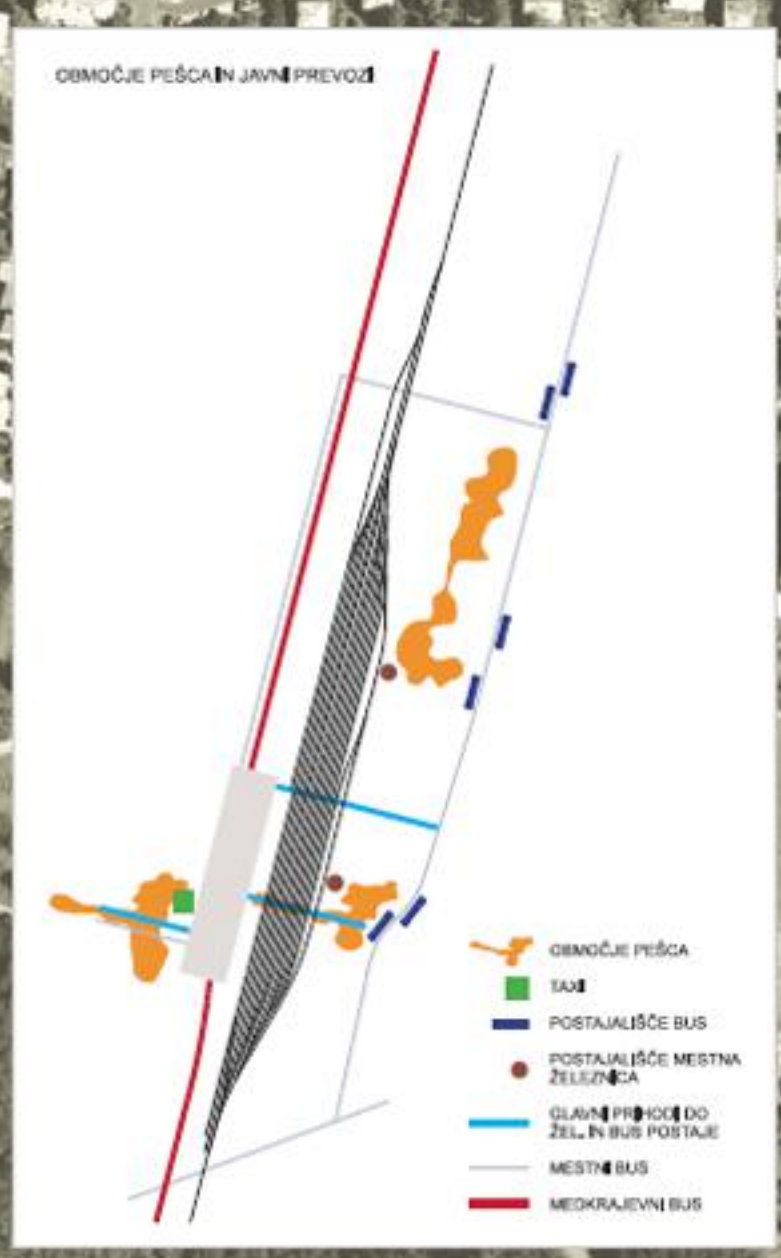 OBMOČJE PEŠCA IN JAVNI PREVOZI
OBMOČJE PEŠCA
TAXI
POSTAJALIŠČE BUS
POSTAJALIŠČE MESTNA
ŽELEZNICA
GLAVNI PRIHODI DO
ŽEL. IN BUS POSTAJE
MESTNI BUS
MEDKRAJEVNI BUS